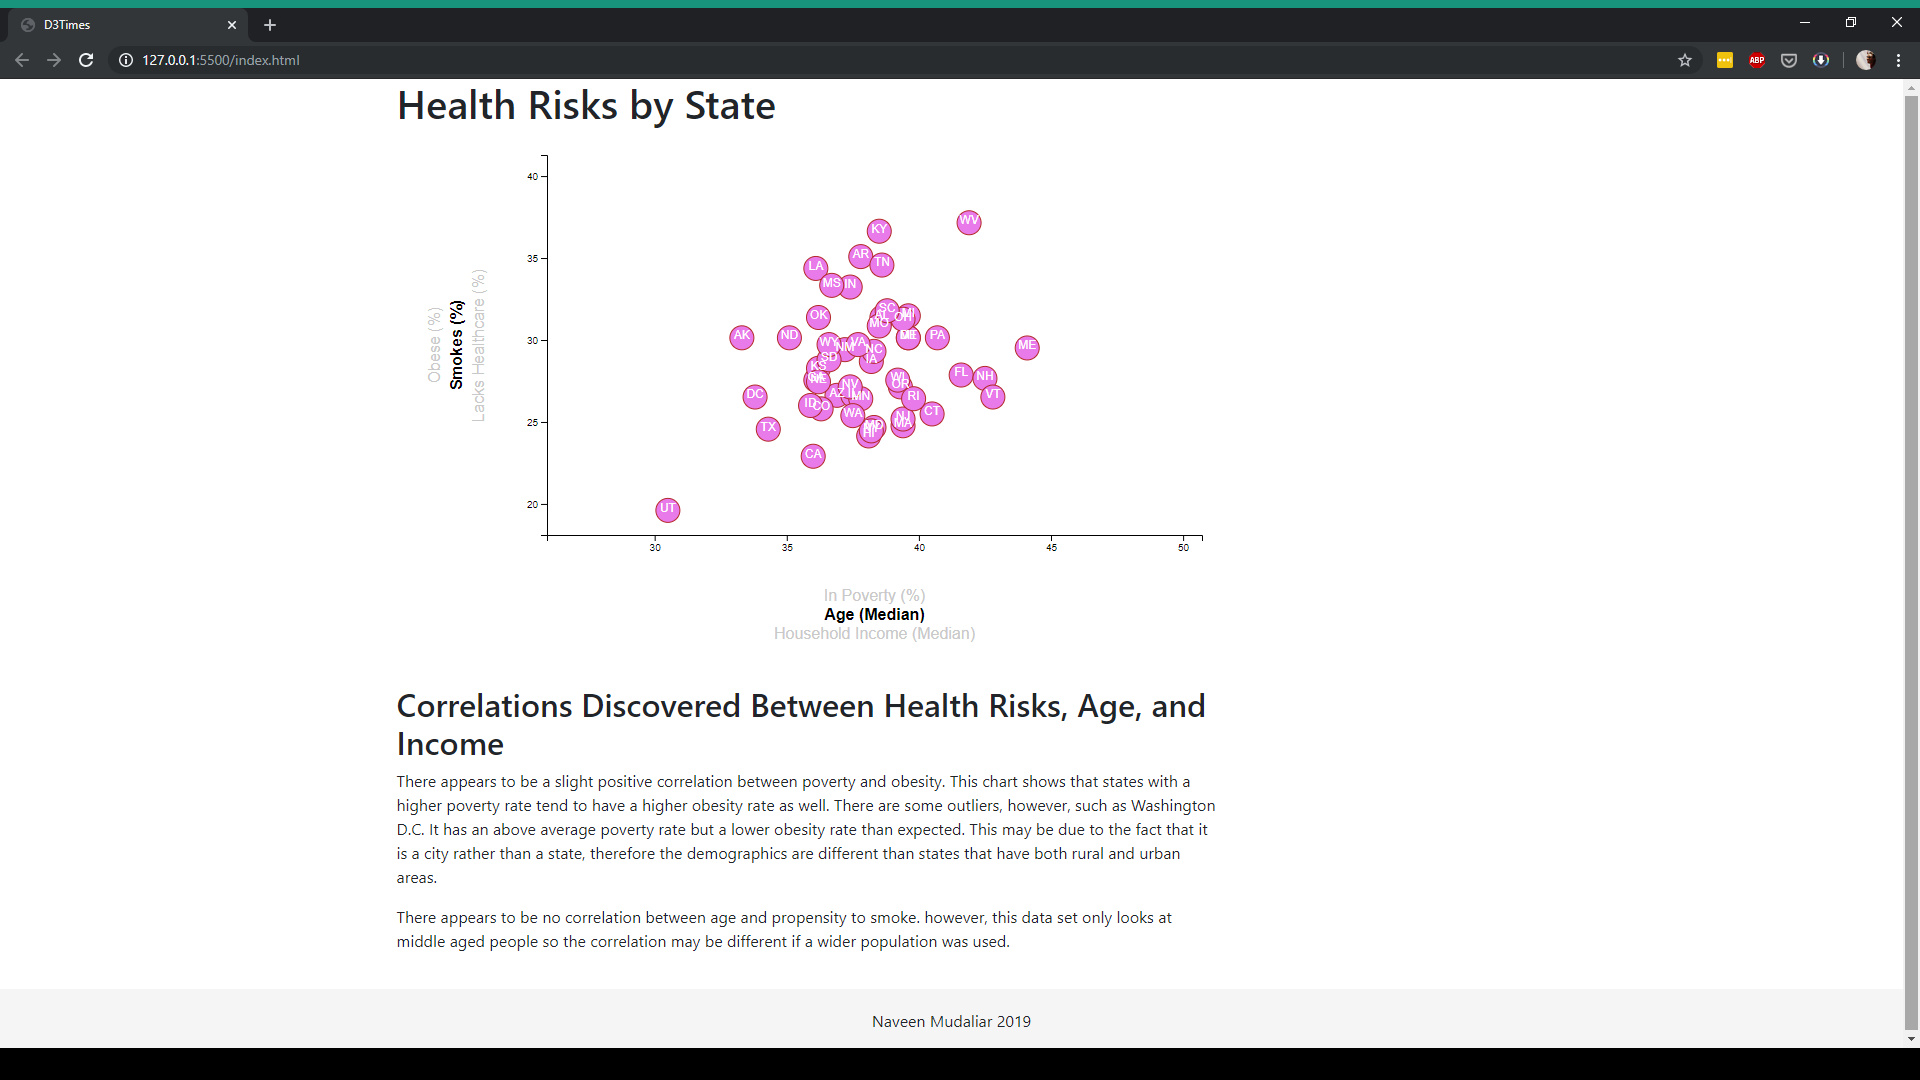 D3Times
127.0.0.1:5500/index.html
ABP
Health Risks by State
40
35
30
25
20
30
35
40
45
50
Obese (%)
Smokes (%)
Lacks Healthcare (%)
WV
KY
AR
TN
LA
MS IN
SC
OK
MO
OH
AK
ND
PA
ME
WY
VA
NM
NC
SD
IA
KS
NE
FL
NH
WI
OR
NV
DC
AZ
MN
VT
RI
ID
CO
WA
CT
NJ
MA
TX
HI
CA
UT
In Poverty (%)
Age (Median)
Household Income (Median)
Correlations Discovered Between Health Risks, Age, and
Income
There appears to be a slight positive correlation between poverty and obesity. This chart shows that states with a
higher poverty rate tend to have a higher obesity rate as well. There are some outliers, however, such as Washington
D.C. It has an above average poverty rate but a lower obesity rate than expected. This may be due to the fact that it
is a city rather than a state, therefore the demographics are different than states that have both rural and urban
areas.
There appears to be no correlation between age and propensity to smoke. however, this data set only looks at
middle aged people so the correlation may be different if a wider population was used.
Naveen Mudaliar 2019